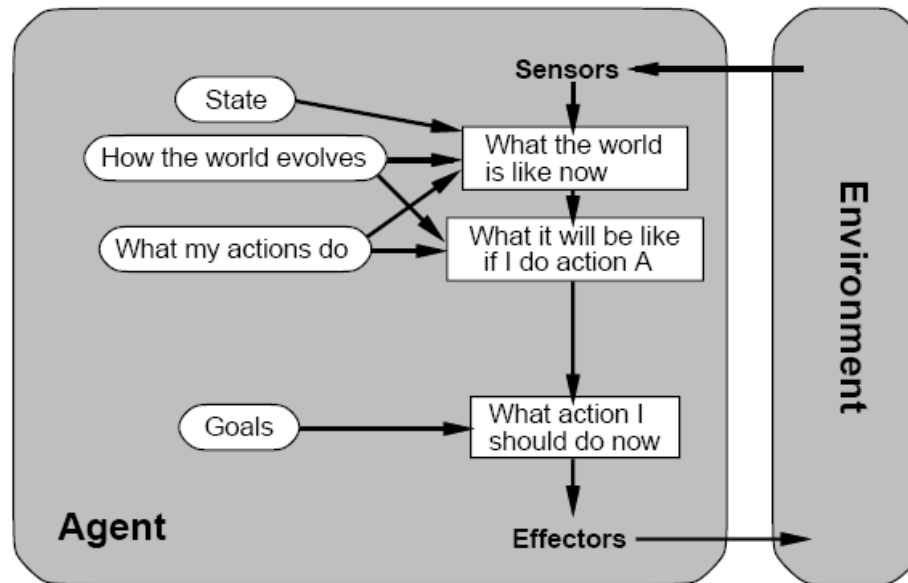 Sensors
State
What the world
is like now
How the world evolves
What my actions do
What it will be like
if I do action A
Goals
What action I
should do now
Agent
Effectors
Environment